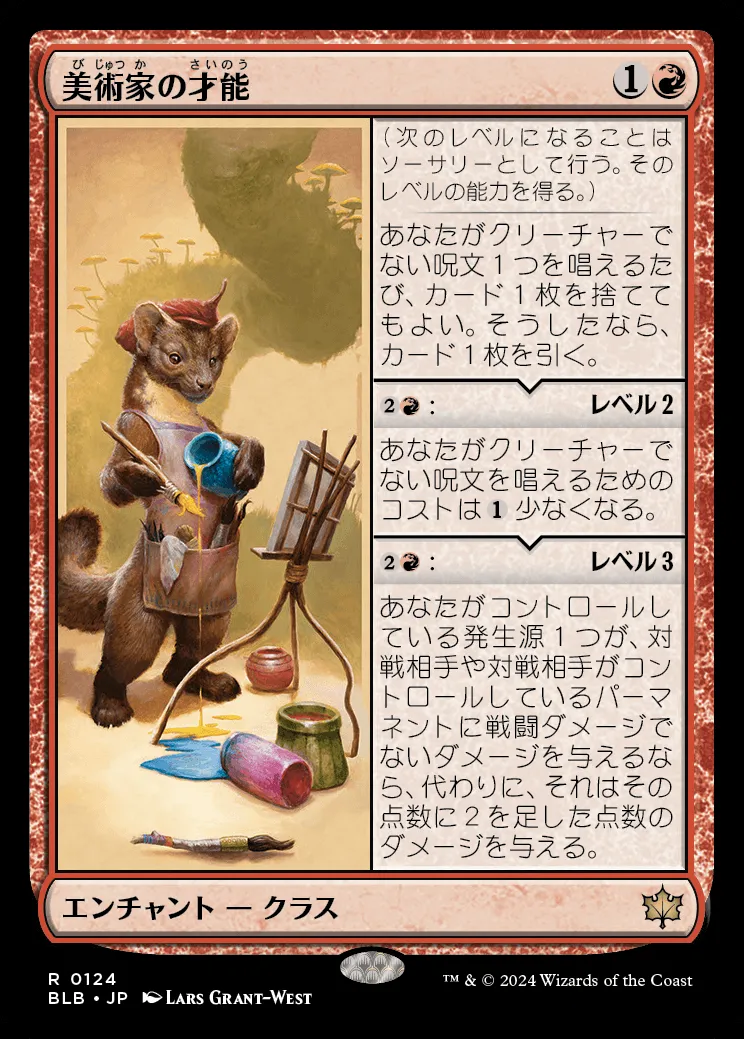 びじゅつか さいのう
美術家の才能
1
(次のレベルになることは
ソーサリーとして行う。その
レベルの能力を得る。)
あなたがクリーチャーで
ない呪文1つを唱えるた
び、カード1枚を捨てて
もよい。そうしたなら、
カード1枚を引く。
2 : レベル2
あなたがクリーチャーで
ない呪文を唱えるための
コストは 1 少なくなる。
2 : レベル3
あなたがコントロールし
ている発生源1つが、対
戦相手や対戦相手がコン
トロールしているパーマ
ネントに戦闘ダメージで
ないダメージを与えるな
ら、代わりに、それはその
点数に2を足した点数の
ダメージを与える。
エンチャント — クラス
R 0124
BLB • JP Lars Grant-West
™ & © 2024 Wizards of the Coast